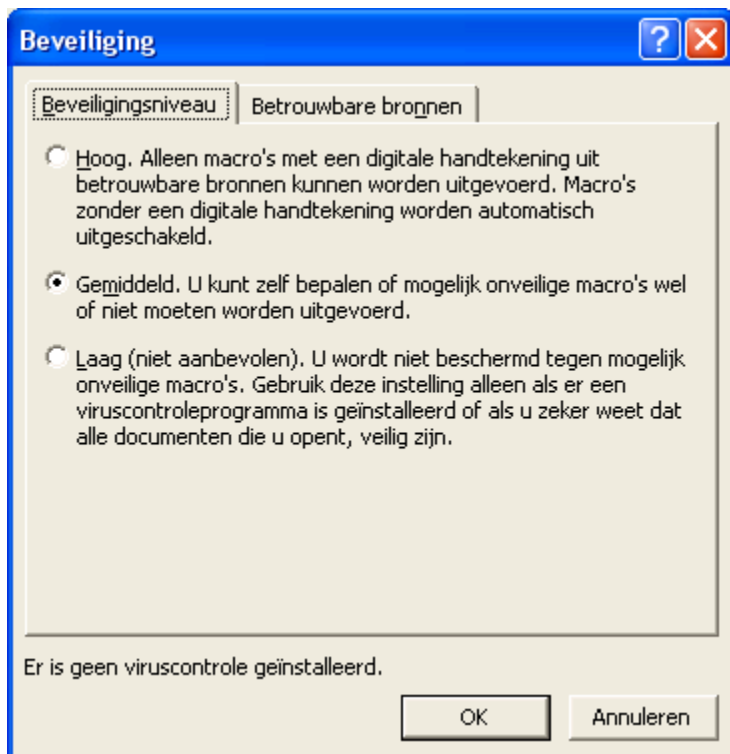 Beveiliging
Beveiligingsniveau
Betrouwbare bronnen
Hoog. Alleen macro's met een digitale handtekening uit
betrouwbare bronnen kunnen worden uitgevoerd. Macro's
zonder een digitale handtekening worden automatisch
uitgeschakeld.
Gemiddeld. U kunt zelf bepalen of mogelijk onveilige macro's wel
of niet moeten worden uitgevoerd.
Laag (niet aanbevolen). U wordt niet beschermd tegen mogelijk
onveilige macro's. Gebruik deze instelling alleen als er een
viruscontroleprogramma is geïnstalleerd of als u zeker weet dat
alle documenten die u opent, veilig zijn.
Er is geen viruscontrole geïnstalleerd.
OK
Annuleren